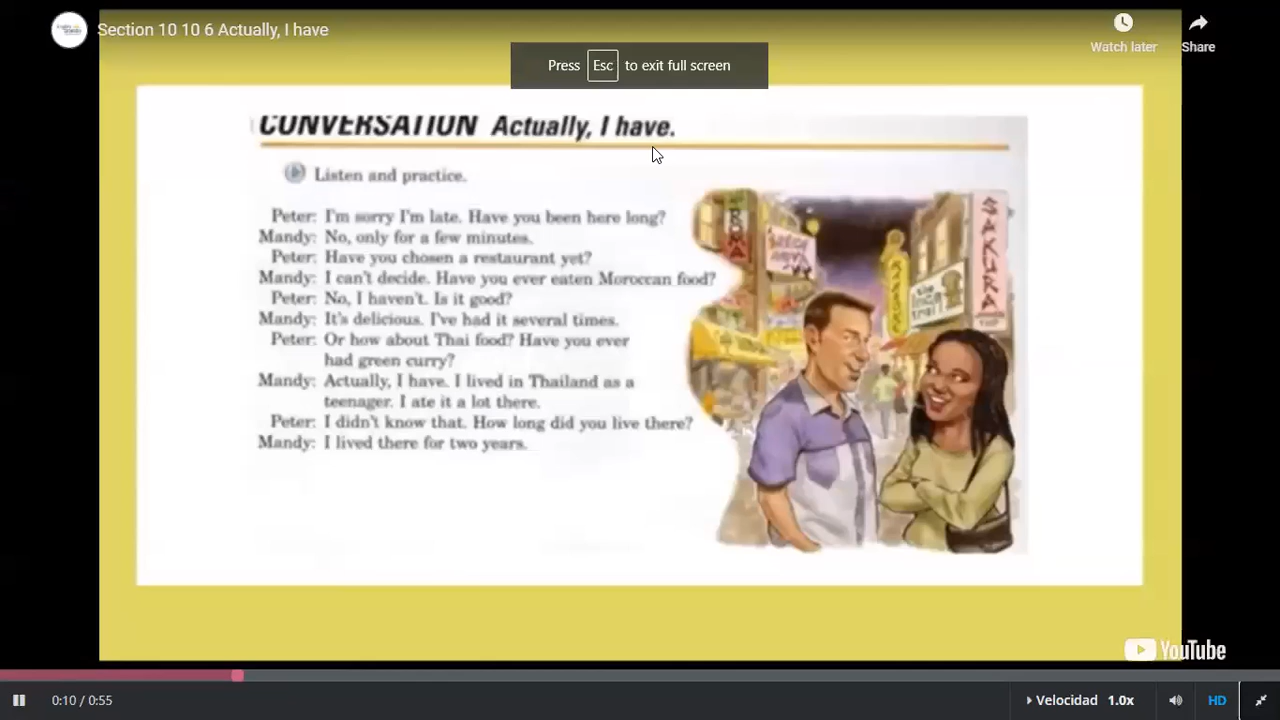 Section 10 10 6 Actually, I have
Watch later
Share
Press Esc to exit full screen
CONVERSATION Actually, I have.
Listen and practice.
Peter: I'm sorry I'm late. Have you been here long?
Mandy: No, only for a few minutes.
Peter: Have you chosen a restaurant yet?
Mandy: I can't decide. Have you ever eaten Moroccan food?
Peter: No, I haven't. Is it good?
Mandy: It's delicious. I've had it several times.
Peter: Or how about Thai food? Have you ever
had green curry?
Mandy: Actually, I have. I lived in Thailand as a
teenager. I ate it a lot there.
Peter: I didn't know that. How long did you live there?
Mandy: I lived there for two years.
SAKURA
YouTube
0:10 / 0:55
Velocidad 1.0x
HD